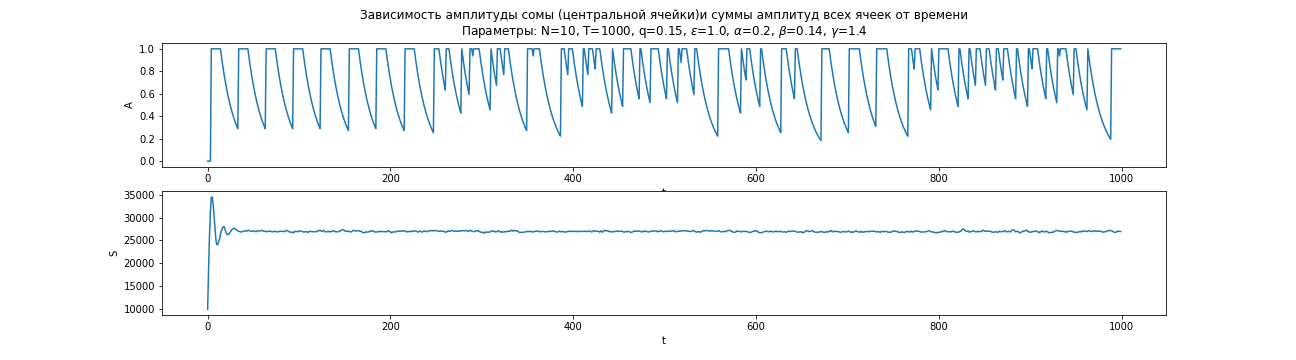 Зависимость амплитуды сомы (центральной ячейки)и суммы амплитуд всех ячеек от времени
Параметры: N=10, T=1000, q=0.15, ε=1.0, α=0.2, β=0.14, γ=1.4
1.0
0.8
0.6
0.4
0.2
0.0
A
0 200 400 600 800 1000
35000
30000
25000
20000
15000
10000
S
0 200 400 600 800 1000
t